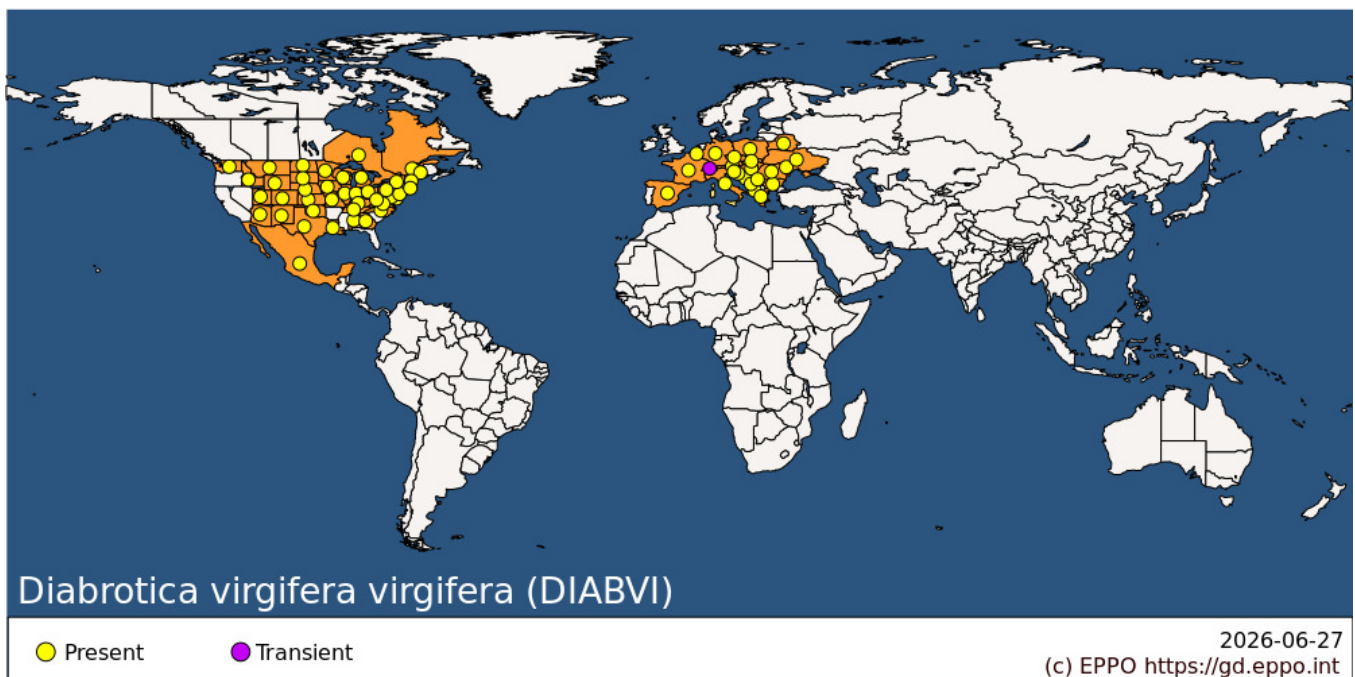 Diabrotica virgifera virgifera (DIABVI)
Present
Transient
2026-06-27
(c) EPPO https://gd.eppo.int